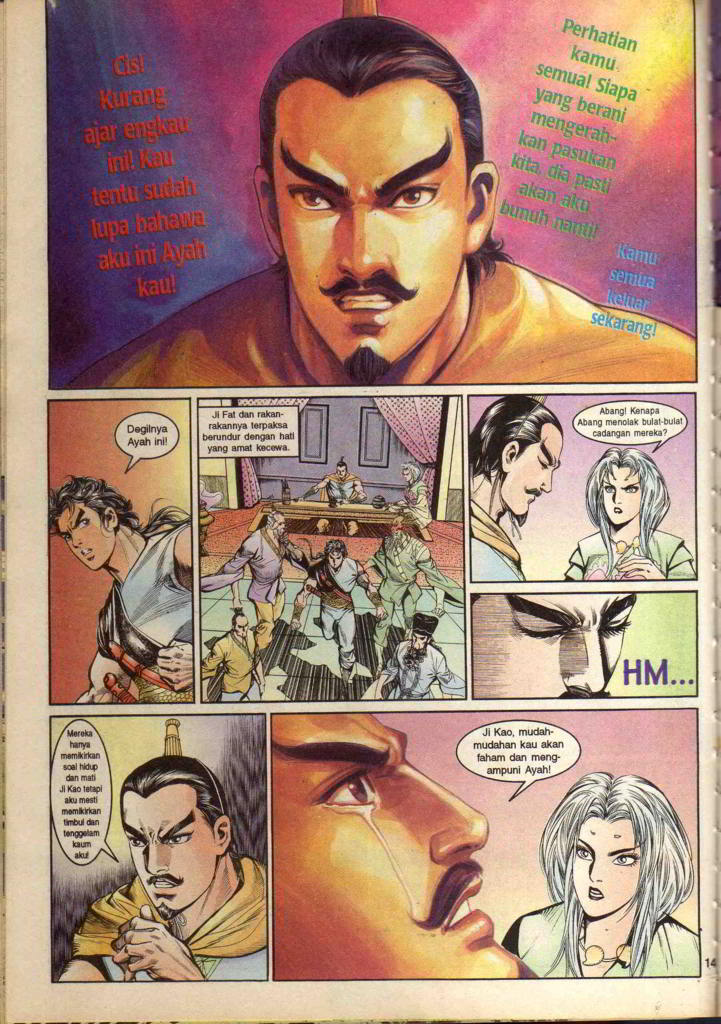 Cis!
Kurang
ajar engkau
ini! Kau
tentu sudah
lupa bahawa
aku ini Ayah
kau!
Perhatian
kamu
semua! Siapa
yang berani
mengerah-
kan pasukan
kita, dia pasti
akan aku
bunuh nanti!
Kamu
semua
keluar
sekarang!
Degilnya
Ayah ini!
Ji Fat dan rakan-
rakannya terpaksa
berundur dengan hati
yang amat kecewa.
Abang! Kenapa
Abang menolak bulat-bulat
cadangan mereka?
HM...
Mereka
hanya
memikirkan
soal hidup
dan mati
Ji Kao tetapi
aku mesti
memikirkan
timbul dan
tenggelam
kaum
aku!
Ji Kao, mudah-
mudahan kau akan
faham dan meng-
ampuni Ayah!
14